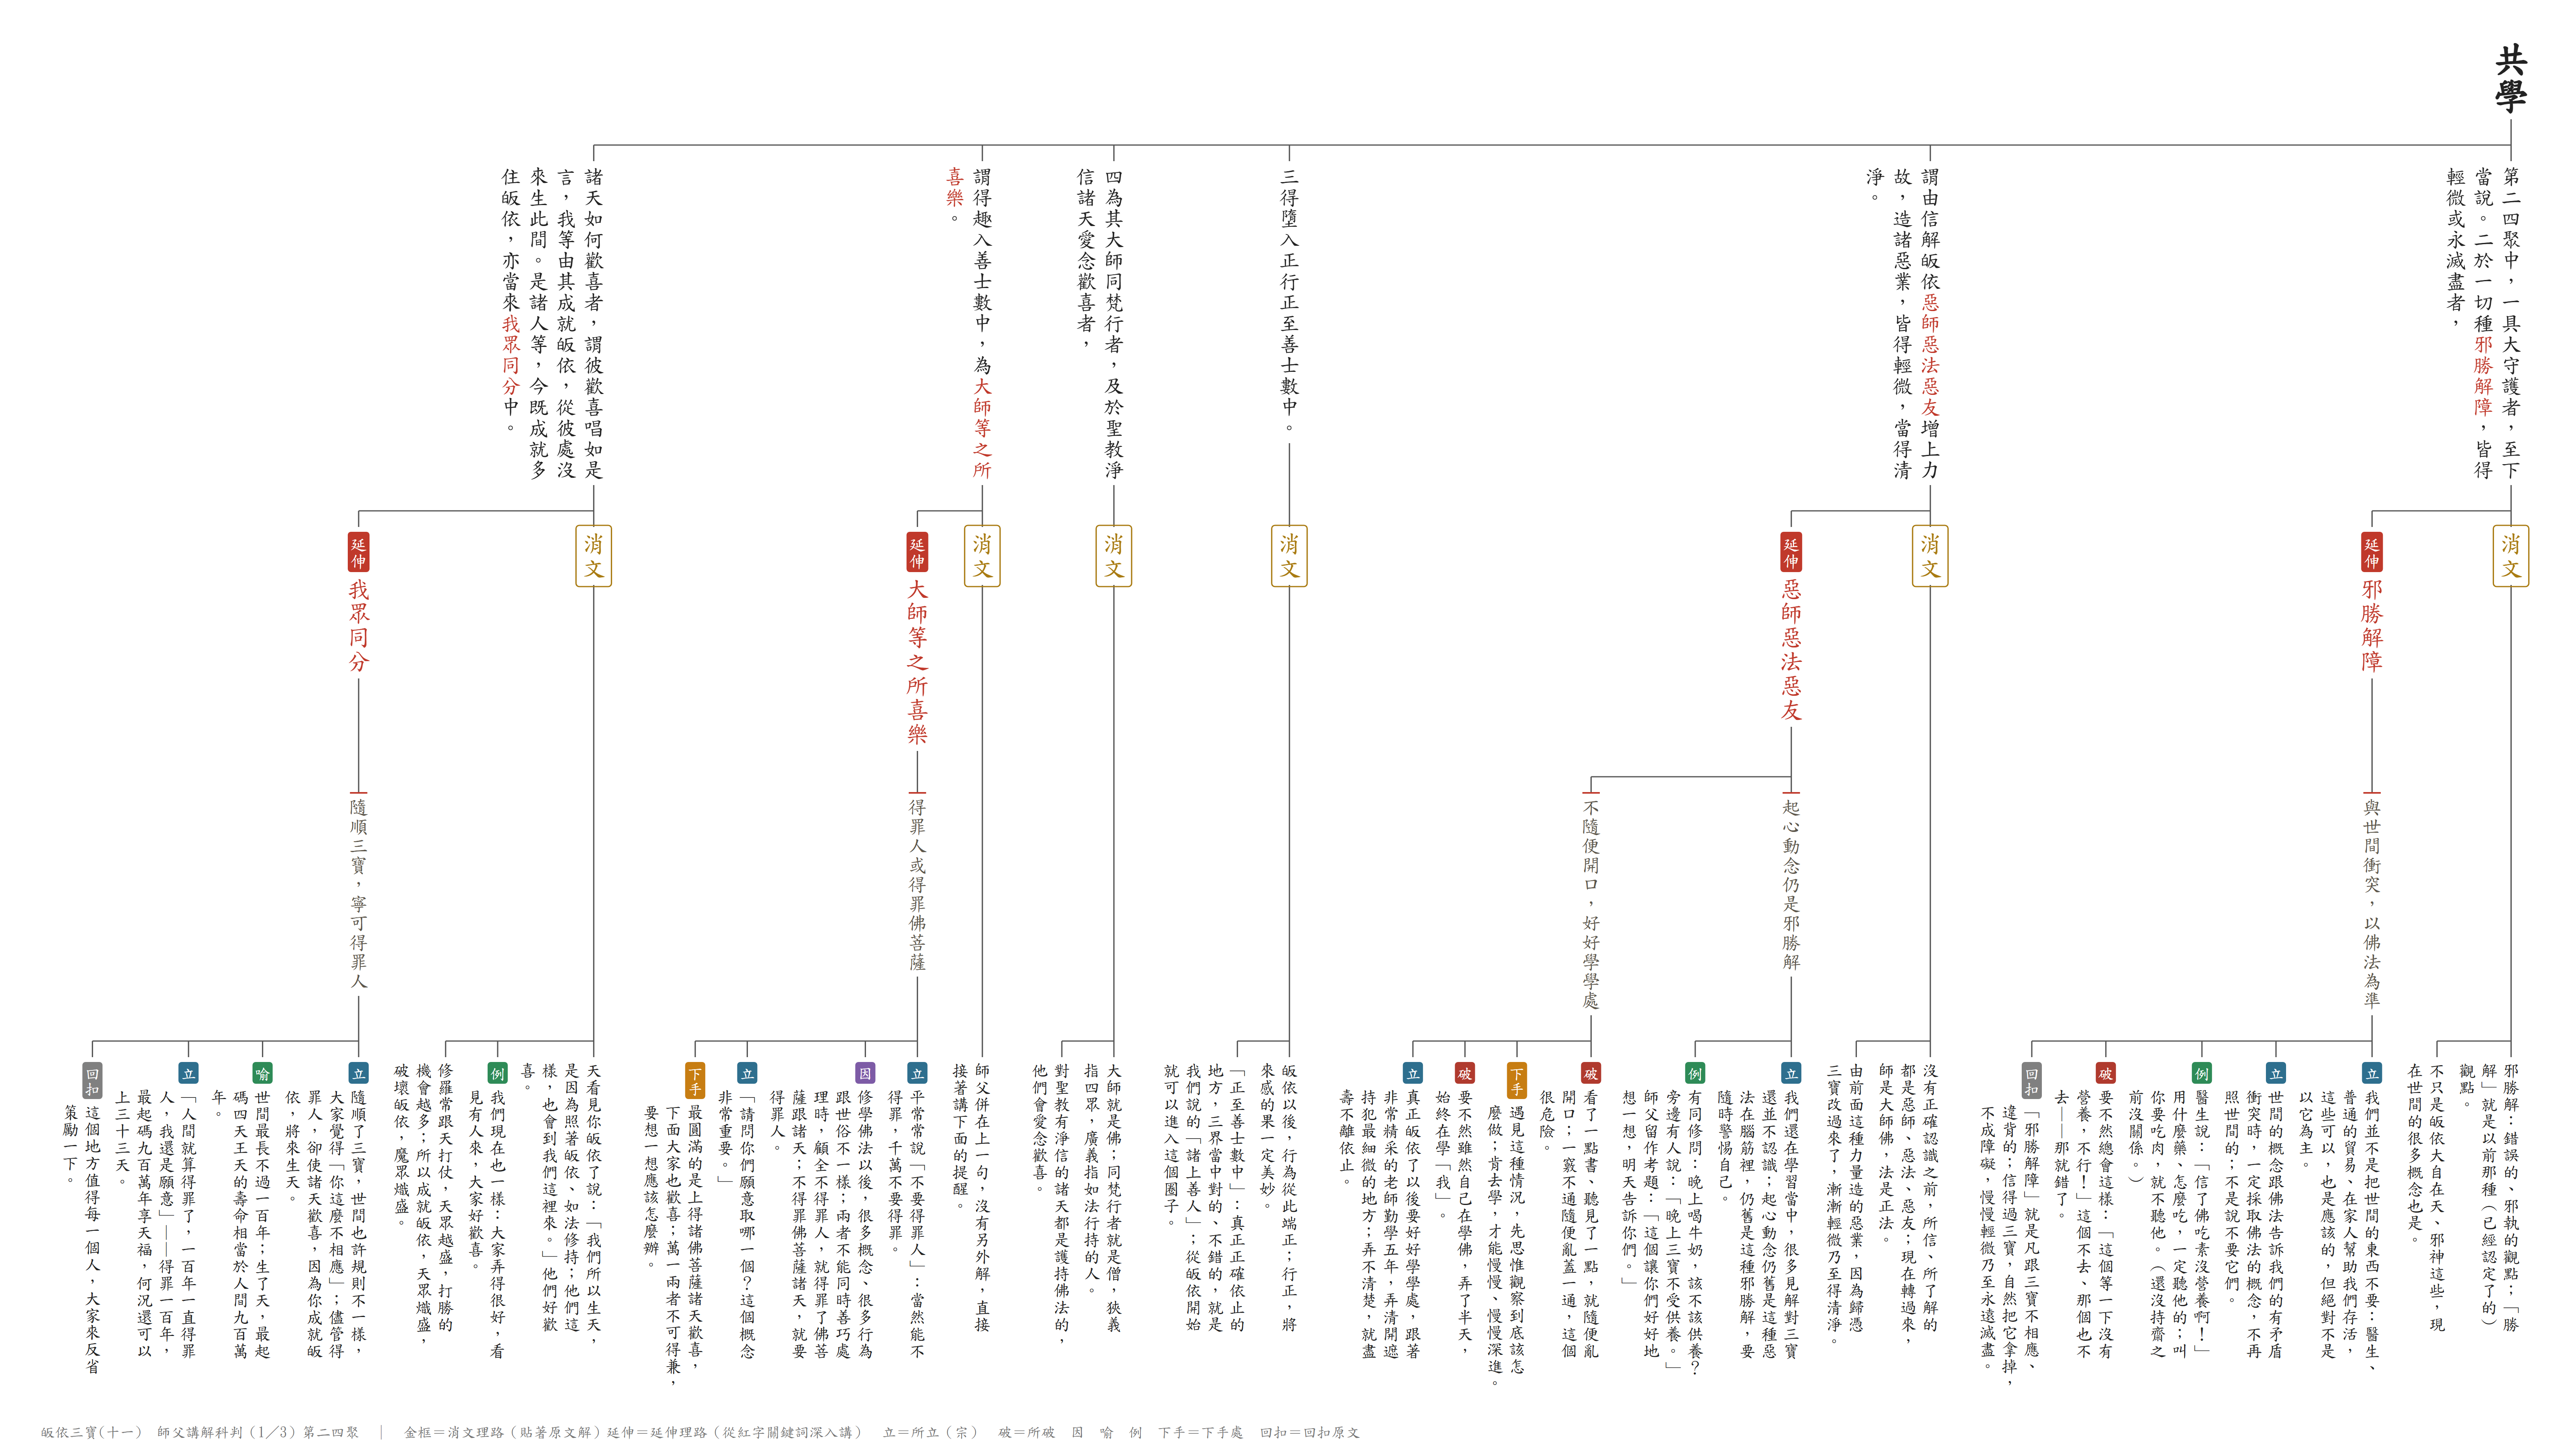 共學
第二四聚中，一具大守護者，至下
當說。二於一切種邪勝解障，皆得
輕微或永滅盡者，
謂由信解皈依惡師惡法惡友增上力
故，造諸惡業，皆得輕微，當得清
淨。
三得墮入正行正至善士數中。
四為其大師同梵行者，及於聖教淨
信諸天愛念歡喜者，
謂得趣入善士數中，為大師等之所
喜樂。
諸天如何歡喜者，謂彼歡喜唱如是
言，我等由其成就皈依，從彼處沒
來生此間。是諸人等，今既成就多
住皈依，亦當來我眾同分中。
消文
延伸
邪勝解障
消文
延伸
惡師惡法惡友
消文
消文
消文
延伸
大師等之所喜樂
消文
延伸
我眾同分
與世間衝突，以佛法為準
起心動念仍是邪勝解
不隨便開口，好好學學處
得罪人或得罪佛菩薩
隨順三寶，寧可得罪人
邪勝解：錯誤的、邪執的觀點；「勝
解」就是以前那種（已經認定了的）
觀點。
不只是皈依大自在天、邪神這些，現
在世間的很多概念也是。
立
我們並不是把世間的東西不要：醫生、
普通的貿易、在家人幫助我們存活，
這些可以，也是應該的，但絕對不是
以它為主。
立
世間的概念跟佛法告訴我們的有矛盾
衝突時，一定採取佛法的概念，不再
照世間的；不是說不要它們。
例
醫生說：「信了佛吃素沒營養啊！」
用什麼藥、怎麼吃，一定聽他的；叫
你要吃肉，就不聽他。（還沒持齋之
前沒關係。）
破
要不然總會這樣：「這個等一下沒有
營養，不行！」這個不去、那個也不
去——那就錯了。
回扣
「邪勝解障」就是凡跟三寶不相應、
違背的；信得過三寶，自然把它拿掉，
不成障礙，慢慢輕微乃至永遠滅盡。
沒有正確認識之前，所信、所了解的
都是惡師、惡法、惡友；現在轉過來，
師是大師佛，法是正法。
由前面這種力量造的惡業，因為歸憑
三寶改過來了，漸漸輕微乃至得清淨。
立
我們還在學習當中，很多見解對三寶
還並不認識；起心動念仍舊是這種惡
法在腦筋裡，仍舊是這種邪勝解，要
隨時警惕自己。
例
有同修問：晚上喝牛奶，該不該供養？
旁邊有人說：「晚上三寶不受供養。」
師父留作考題：「這個讓你們好好地
想一想，明天告訴你們。」
破
看了一點書、聽見了一點，就隨便亂
開口；一竅不通隨便亂蓋一通，這個
很危險。
下手
遇見這種情況，先思惟觀察到底該怎
麼做；肯去學，才能慢慢、慢慢深進。
破
要不然雖然自己在學佛，弄了半天，
始終在學「我」。
立
真正皈依了以後要好好學學處，跟著
非常精采的老師勤學五年，弄清開遮
持犯最細微的地方；弄不清楚，就盡
壽不離依止。
皈依以後，行為從此端正；行正，將
來感的果一定美妙。
「正至善士數中」：真正正確依止的
地方，三界當中對的、不錯的，就是
我們說的「諸上善人」；從皈依開始
就可以進入這個圈子。
大師就是佛；同梵行者就是僧，狹義
指四眾，廣義指如法行持的人。
對聖教有淨信的諸天都是護持佛法的，
他們會愛念歡喜。
師父併在上一句，沒有另外解，直接
接著講下面的提醒。
立
平常常說「不要得罪人」：當然能不
得罪，千萬不要得罪。
因
修學佛法以後，很多概念、很多行為
跟世俗不一樣；兩者不能同時善巧處
理時，顧全不得罪人，就得罪了佛菩
薩跟諸天；不得罪佛菩薩諸天，就要
得罪人。
立
「請問你們願意取哪一個？這個概念
非常重要。」
下手
最圓滿的是上得諸佛菩薩諸天歡喜，
下面大家也歡喜；萬一兩者不可得兼，
要想一想應該怎麼辦。
天看見你皈依了說：「我們所以生天，
是因為照著皈依、如法修持；他們這
樣，也會到我們這裡來。」他們好歡
喜。
例
我們現在也一樣：大家弄得很好，看
見有人來，大家好歡喜。
修羅常跟天打仗，天眾越盛，打勝的
機會越多；所以成就皈依，天眾熾盛，
破壞皈依，魔眾熾盛。
立
隨順了三寶，世間也許規則不一樣，
大家覺得「你這麼不相應」；儘管得
罪人，卻使諸天歡喜，因為你成就皈
依，將來生天。
喻
世間最長不過一百年；生了天，最起
碼四天王天的壽命相當於人間九百萬
年。
立
「人間就算得罪了，一百年一直得罪
人，我還是願意」——得罪一百年，
最起碼九百萬年享天福，何況還可以
上三十三天。
回扣
這個地方值得每一個人，大家來反省
策勵一下。
皈依三寶(十一)　師父講解科判（1／3）第二四聚　｜　金框＝消文理路（貼著原文解）延伸＝延伸理路（從紅字關鍵詞深入講）　立＝所立（宗）　破＝所破　因　喻　例　下手＝下手處　回扣＝回扣原文